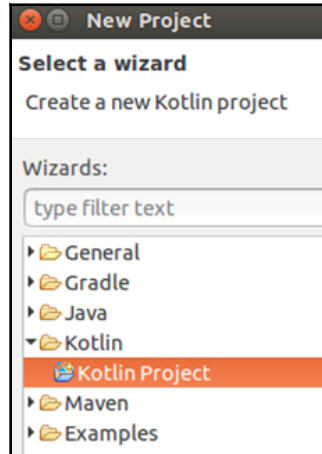 New Project
Select a wizard
Create a new Kotlin project
Wizards:
type filter text
General
Gradle
Java
Kotlin
Kotlin Project
Maven
Examples